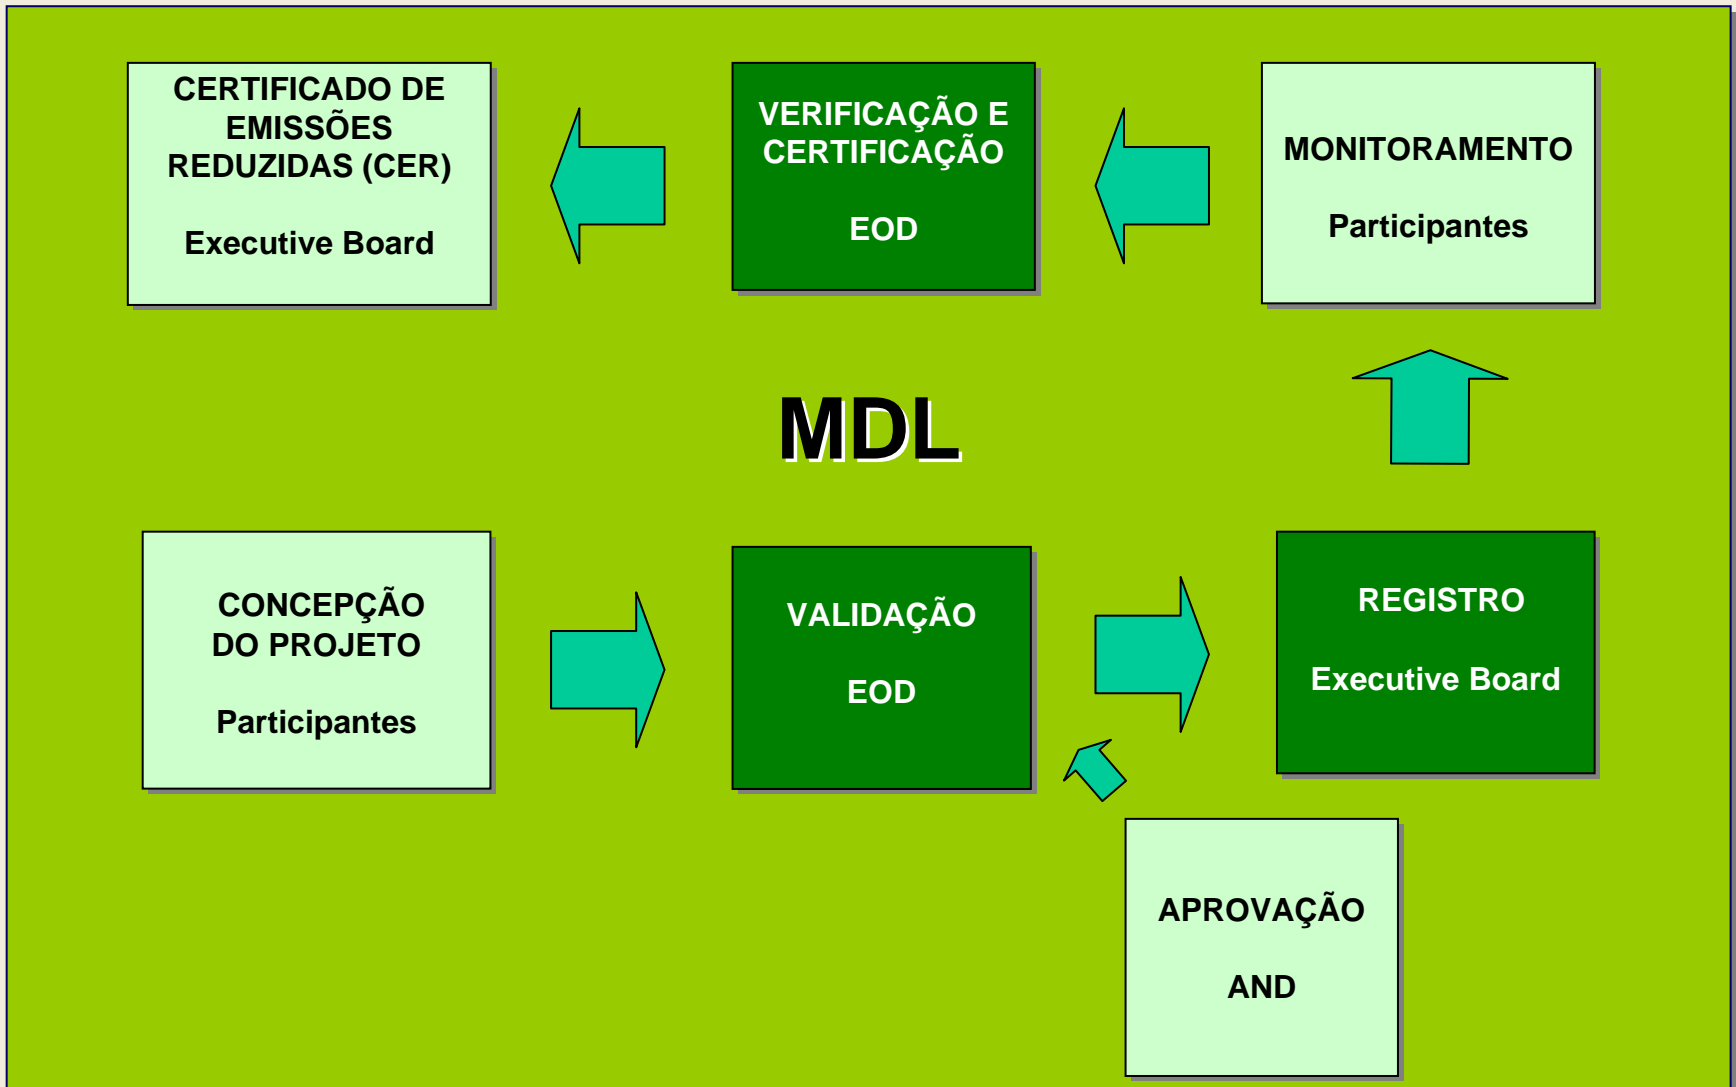 CERTIFICADO DE
EMISSÕES
REDUZIDAS (CER)
Executive Board
VERIFICAÇÃO E
CERTIFICAÇÃO
EOD
MONITORAMENTO
Participantes
MDL
CONCEPÇÃO
DO PROJETO
Participantes
VALIDAÇÃO
EOD
REGISTRO
Executive Board
APROVAÇÃO
AND